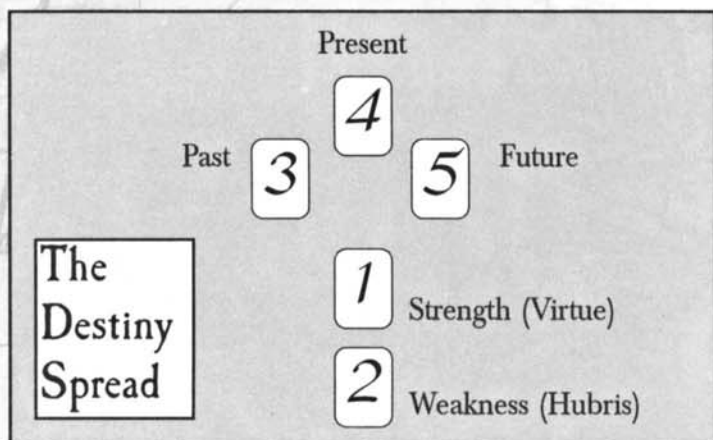 Present
4
Past
3
5
Future
The
Destiny
Spread
1
Strength (Virtue)
2
Weakness (Hubris)